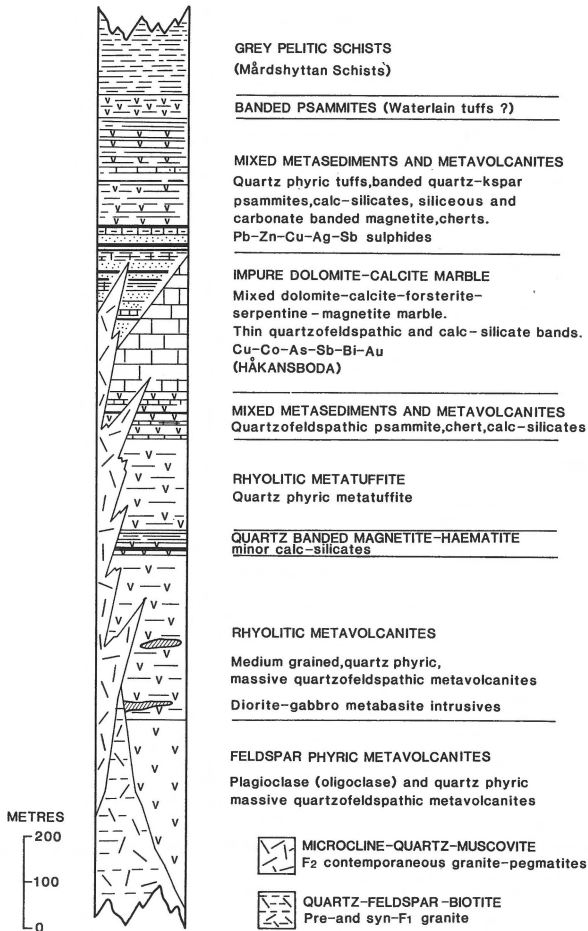 GREY PELITIC SCHISTS
(Mårdshyttan Schists)
BANDED PSAMMITES (Waterlain tuffs ?)
MIXED METASEDIMENTS AND METAVOLCANITES
Quartz phyric tuffs,banded quartz-kspar
psammites,calc-silicates, siliceous and
carbonate banded magnetite,cherts.
Pb-Zn-Cu-Ag-Sb sulphides
IMPURE DOLOMITE-CALCITE MARBLE
Mixed dolomite-calcite-forsterite-
serpentine-magnetite marble.
Thin quartzofeldspathic and calc-silicate bands.
Cu-Co-As-Sb-Bi-Au
(HÅKANSBODA)
MIXED METASEDIMENTS AND METAVOLCANITES
Quartzofeldspathic psammite,chert,calc-silicates
RHYOLITIC METATUFFITE
Quartz phyric metatuffite
QUARTZ BANDED MAGNETITE-HAEMATITE
minor calc-silicates
RHYOLITIC METAVOLCANITES
Medium grained,quartz phyric,
massive quartzofeldspathic metavolcanites
Diorite-gabbro metabasite intrusives
FELDSPAR PHYRIC METAVOLCANITES
Plagioclase (oligoclase) and quartz phyric
massive quartzofeldspathic metavolcanites
METRES
200
100
0
MICROCLINE-QUARTZ-MUSCOVITE
F2 contemporaneous granite-pegmatites
QUARTZ-FELDSPAR-BIOTITE
Pre-and syn-F1 granite